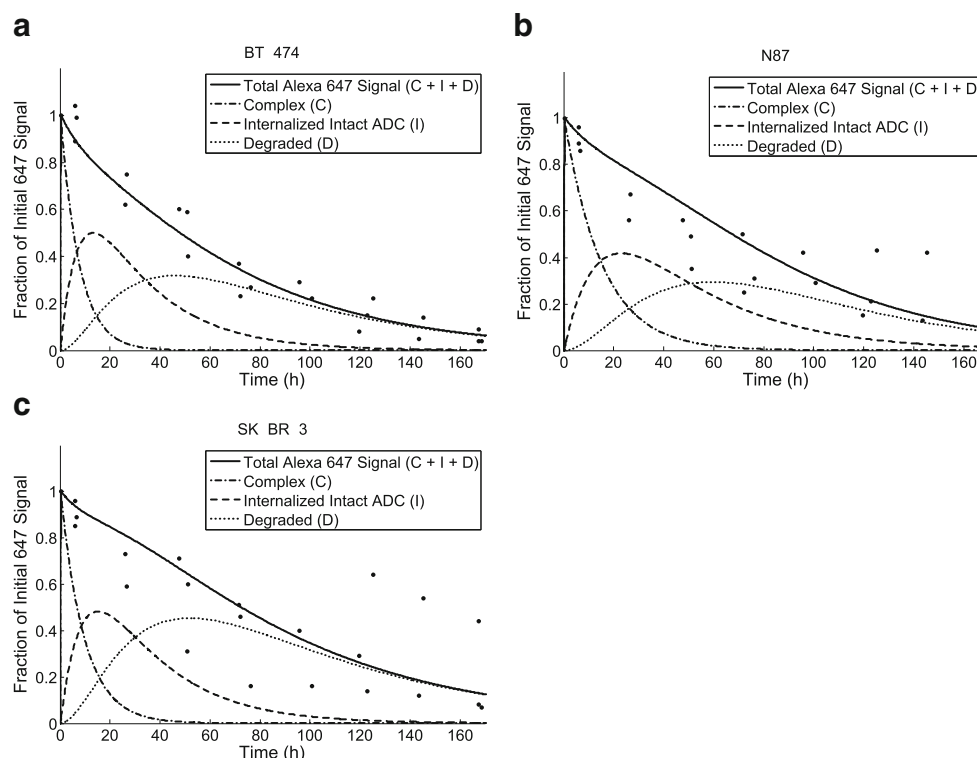 a
BT 474
Fraction of Initial 647 Signal
1
0.8
0.6
0.4
0.2
0
Total Alexa 647 Signal (C + I + D)
Complex (C)
Internalized Intact ADC (I)
Degraded (D)
0 20 40 60 80 100 120 140 160
Time (h)
b
N87
Fraction of Initial 647 Signal
1
0.8
0.6
0.4
0.2
0
Total Alexa 647 Signal (C + I + D
Complex (C)
Internalized Intact ADC (I)
Degraded (D)
0 20 40 60 80 100 120 140 160
Time (h)
c
SK BR 3
Fraction of Initial 647 Signal
1
0.8
0.6
0.4
0.2
0
Total Alexa 647 Signal (C + I + D)
Complex (C)
Internalized Intact ADC (I)
Degraded (D)
0 20 40 60 80 100 120 140 160
Time (h)